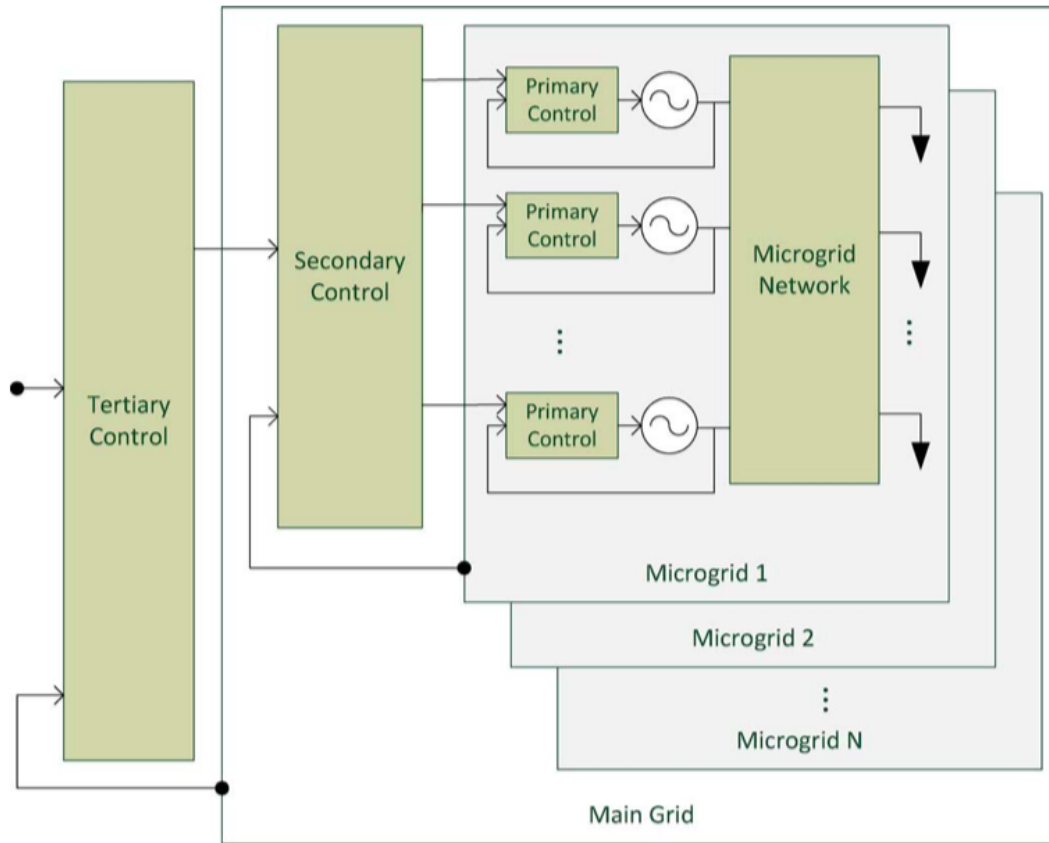 Primary
Control
Primary
Control
Secondary
Control
Microgrid
Network
Tertiary
Control
Primary
Control
Microgrid 1
Microgrid 2
Microgrid N
Main Grid